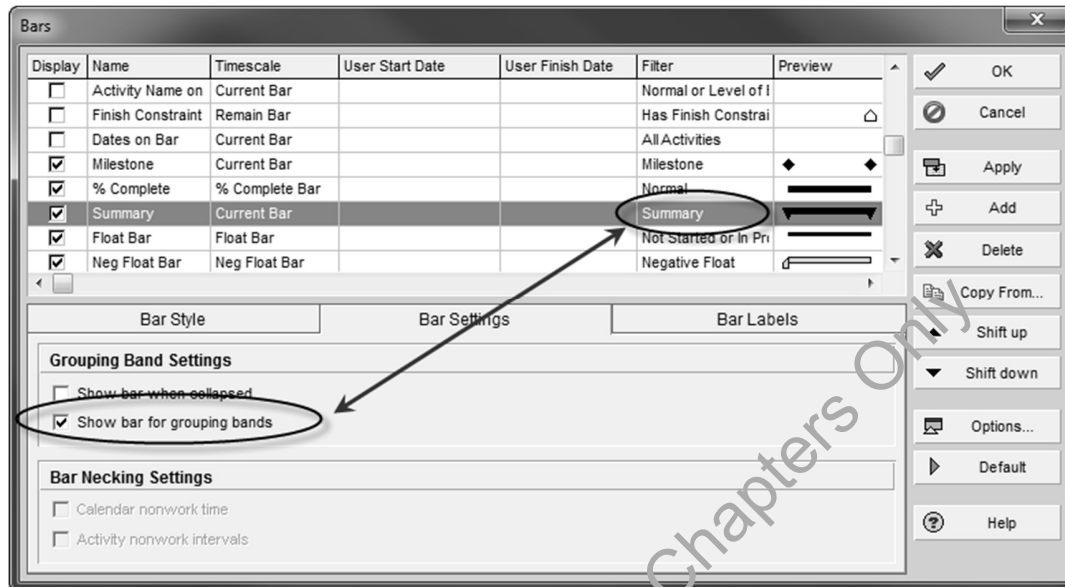 Bars
Display Name Timescale User Start Date User Finish Date Filter Preview
Activity Name on Current Bar Normal or Level of
Finish Constraint Remain Bar Has Finish Constrai
Dates on Bar Current Bar All Activities
Milestone Current Bar Milestone
% Complete % Complete Bar Normal
Summary Current Bar Summary
Float Bar Float Bar Not Started or In Pro
Neg Float Bar Neg Float Bar Negative Float
OK
Cancel
Apply
Add
Delete
Copy From...
Shift up
Shift down
Options...
Default
Help
Bar Style Bar Settings Bar Labels
Grouping Band Settings
Show bar when collapsed
Show bar for grouping bands
Bar Necking Settings
Calendar nonwork time
Activity nonwork intervals
Chapters Only